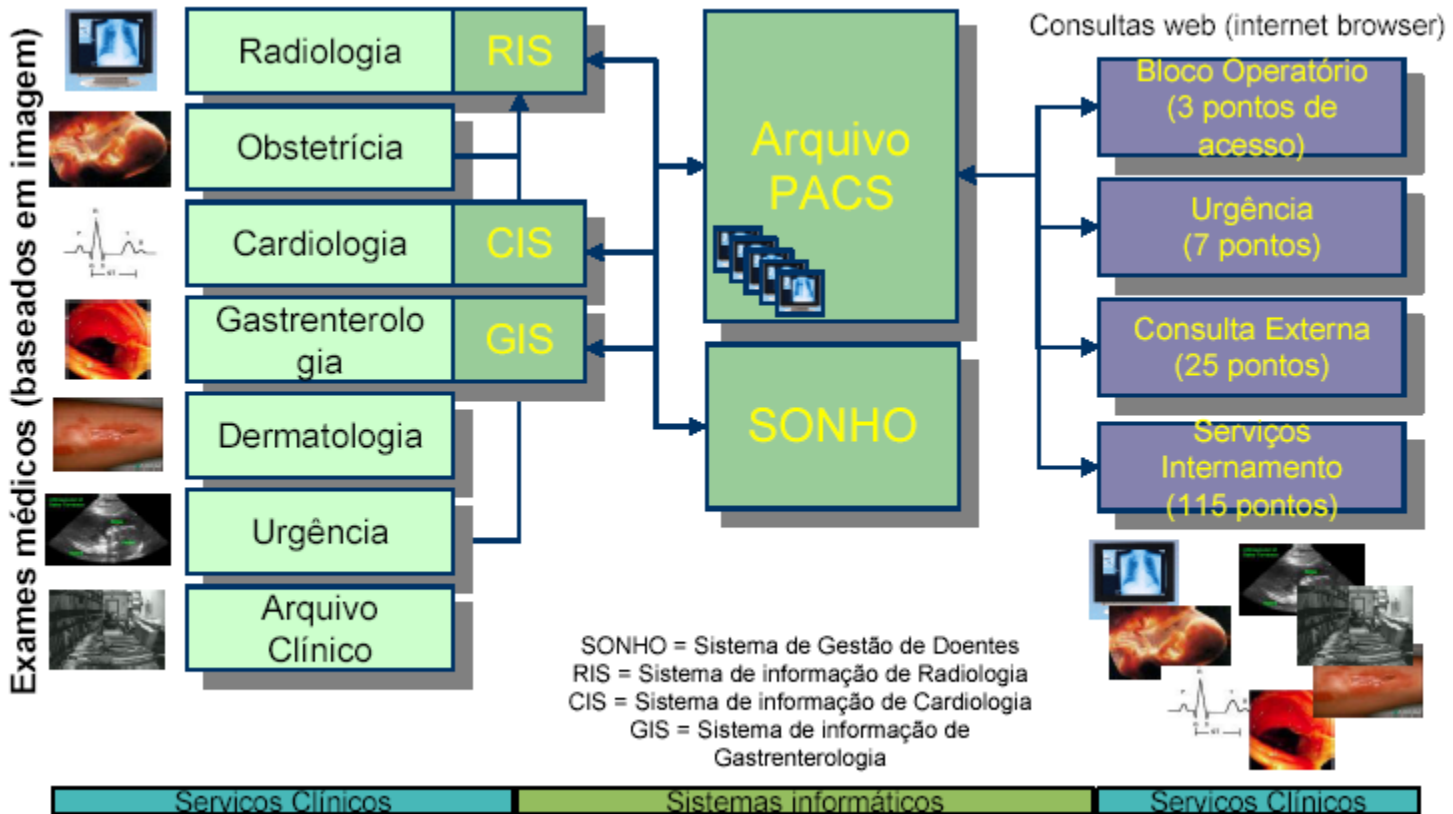 Exames médicos (baseados em imagem)
Radiologia
RIS
Obstetrícia
Cardiologia
CIS
Gastrenterolo
gia
GIS
Dermatologia
Urgência
Arquivo
Clínico
Arquivo
PACS
SONHO
SONHO = Sistema de Gestão de Doentes
RIS = Sistema de informação de Radiologia
CIS = Sistema de informação de Cardiologia
GIS = Sistema de informação de
Gastrenterologia
Consultas web (internet browser)
Bloco Operatório
(3 pontos de
acesso)
Urgência
(7 pontos)
Consulta Externa
(25 pontos)
Serviços
Internamento
(115 pontos)
Serviços Clínicos
Sistemas informáticos
Serviços Clínicos